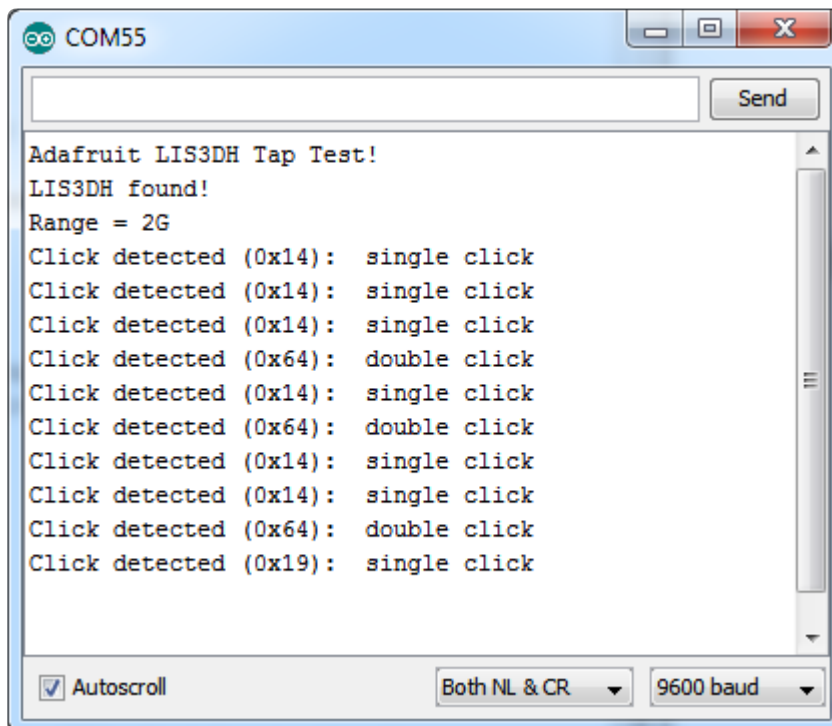 COM55
Send
Adafruit LIS3DH Tap Test!
LIS3DH found!
Range = 2G
Click detected (0x14):  single click
Click detected (0x14):  single click
Click detected (0x14):  single click
Click detected (0x64):  double click
Click detected (0x14):  single click
Click detected (0x64):  double click
Click detected (0x14):  single click
Click detected (0x14):  single click
Click detected (0x64):  double click
Click detected (0x19):  single click
Autoscroll Both NL & CR 9600 baud